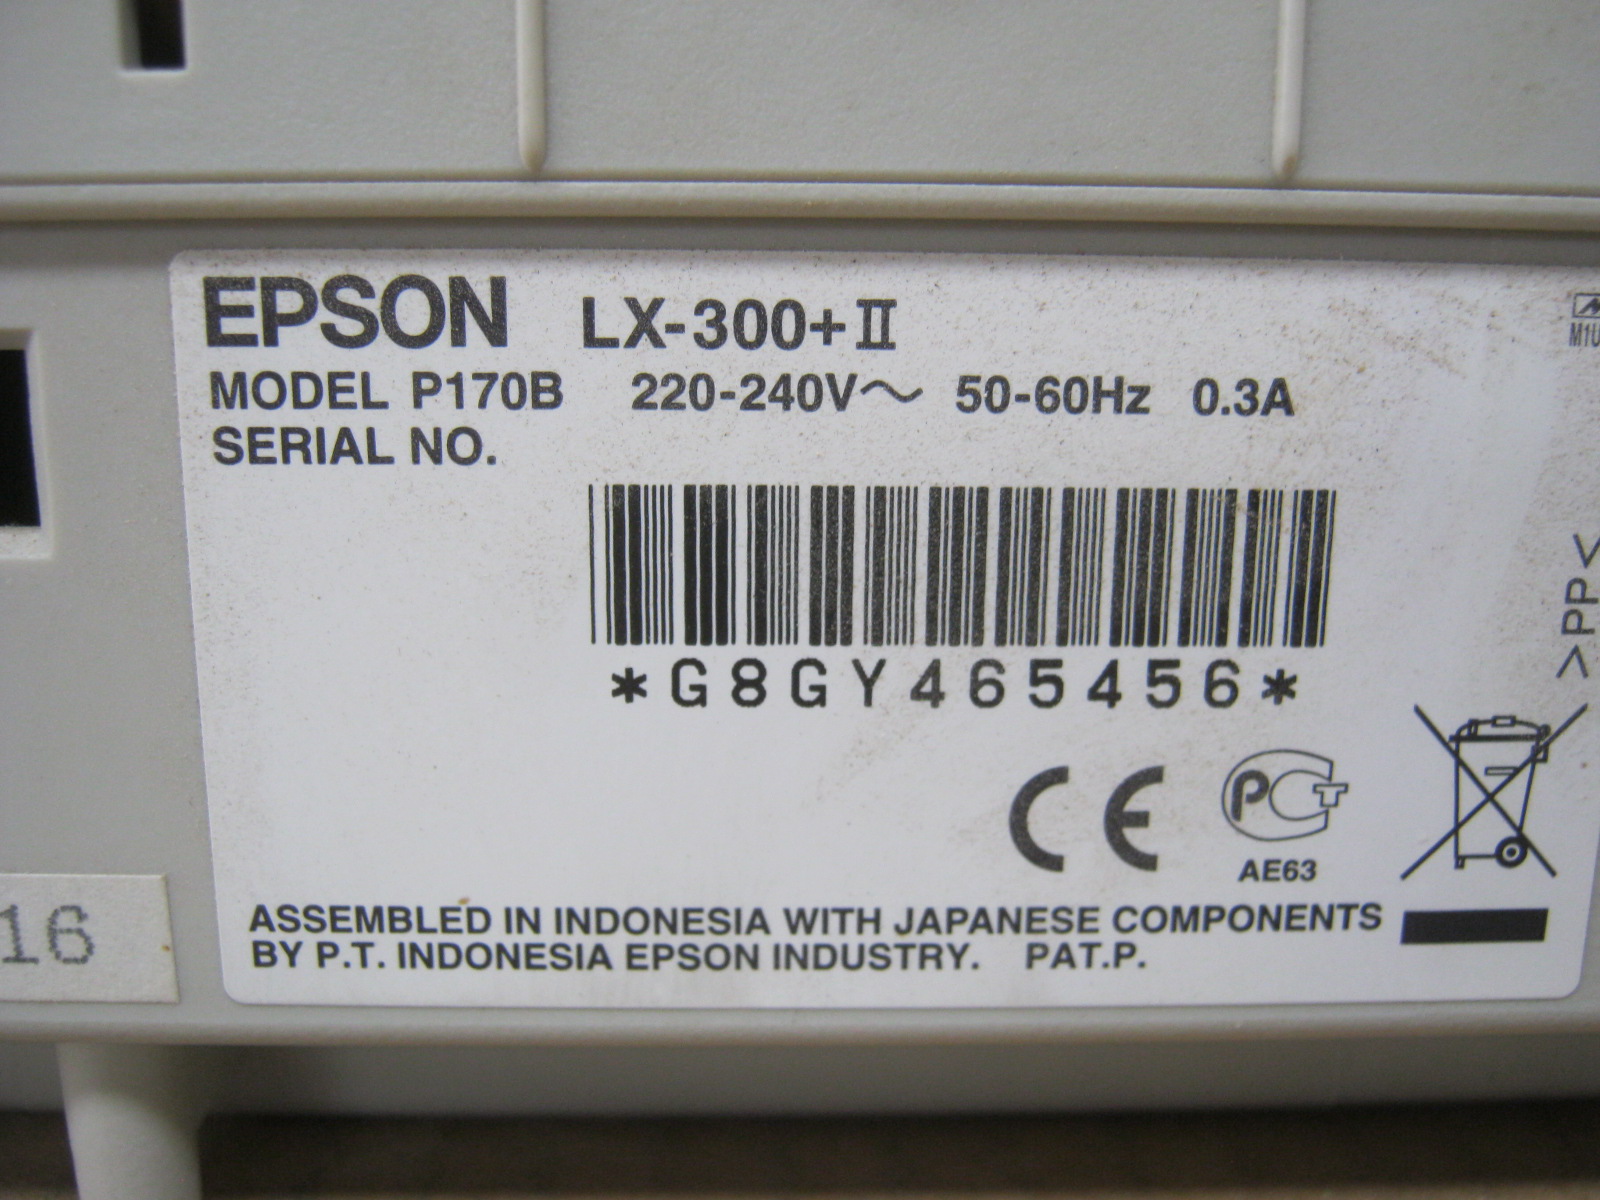 EPSON LX-300+II
MODEL P170B 220-240V～ 50-60Hz 0.3A
SERIAL NO.
*G8GY465456*
>PP<
CE
PCT
AE63
ASSEMBLED IN INDONESIA WITH JAPANESE COMPONENTS
BY P.T. INDONESIA EPSON INDUSTRY. PAT.P.
16